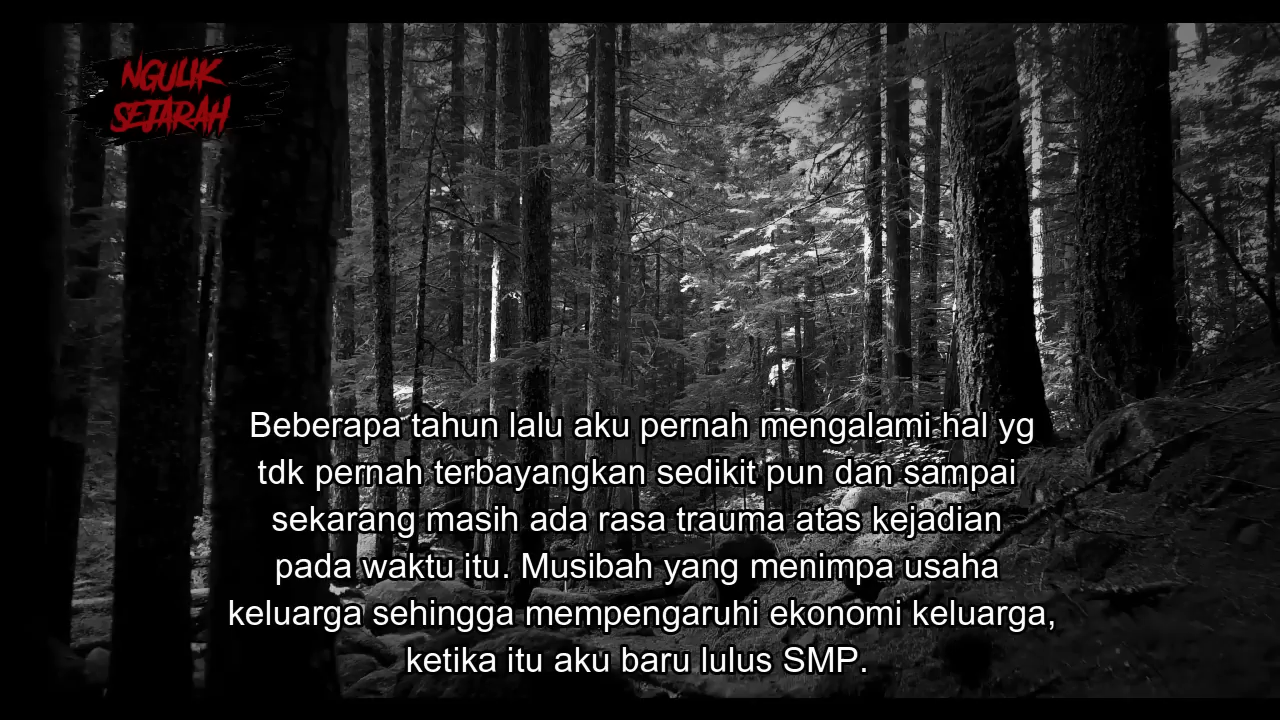 NGULIK
SEJARAH
Beberapa tahun lalu aku pernah mengalami hal yg
tdk pernah terbayangkan sedikit pun dan sampai
sekarang masih ada rasa trauma atas kejadian
pada waktu itu. Musibah yang menimpa usaha
keluarga sehingga mempengaruhi ekonomi keluarga,
ketika itu aku baru lulus SMP.